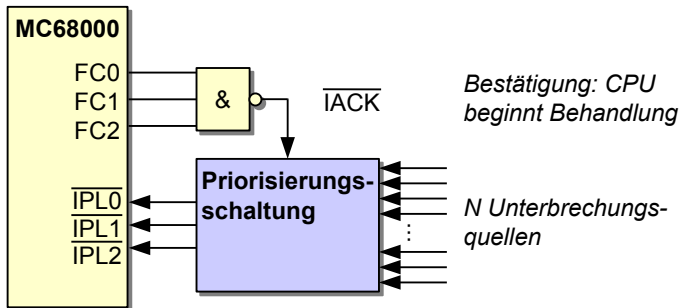 MC68000
FC0
FC1
FC2
&
IACK
Bestätigung: CPU
beginnt Behandlung
IPL0
IPL1
IPL2
Priorisierungs-
schaltung
N Unterbrechungs-
quellen
...